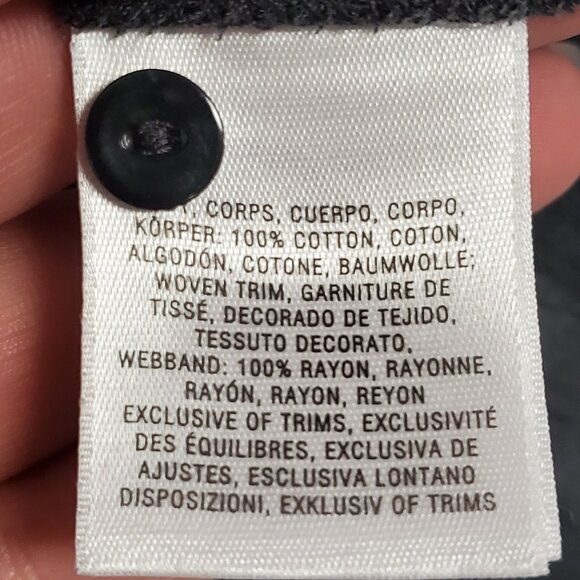 CORPS, CUERPO, CORPO,
KÖRPER: 100% COTTON, COTON,
ALGODÓN, COTONE, BAUMWOLLE;
WOVEN TRIM, GARNITURE DE
TISSÉ, DECORADO DE TEJIDO,
TESSUTO DECORATO,
WEBBAND: 100% RAYON, RAYONNE,
RAYÓN, RAYON, REYON
EXCLUSIVE OF TRIMS, EXCLUSIVITÉ
DES ÉQUILIBRES, EXCLUSIVA DE
AJUSTES, ESCLUSIVA LONTANO
DISPOSIZIONI, EXKLUSIV OF TRIMS